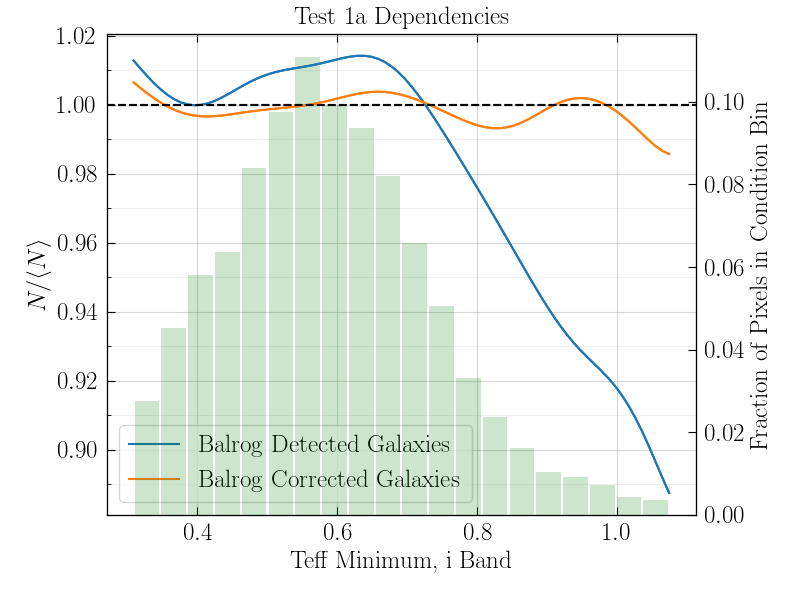 Test 1a Dependencies
1.02
1.00
0.98
0.96
0.94
0.92
0.90
N/⟨N⟩
0.10
0.08
0.06
0.04
0.02
0.00
Fraction of Pixels in Condition Bin
Balrog Detected Galaxies
Balrog Corrected Galaxies
0.4 0.6 0.8 1.0
Teff Minimum, i Band